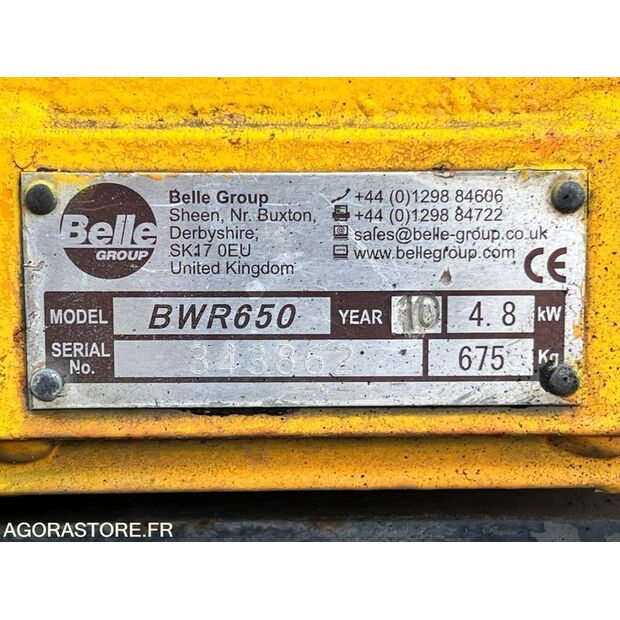 Belle
GROUP
Belle Group
Sheen, Nr. Buxton,
Derbyshire,
SK17 0EU
United Kingdom
+44 (0)1298 84606
+44 (0)1298 84722
sales@belle-group.co.uk
www.bellegroup.com
CE
MODEL BWR650 YEAR 10 4.8 kW
SERIAL No. 343862 675 Kg
AGORASTORE.FR